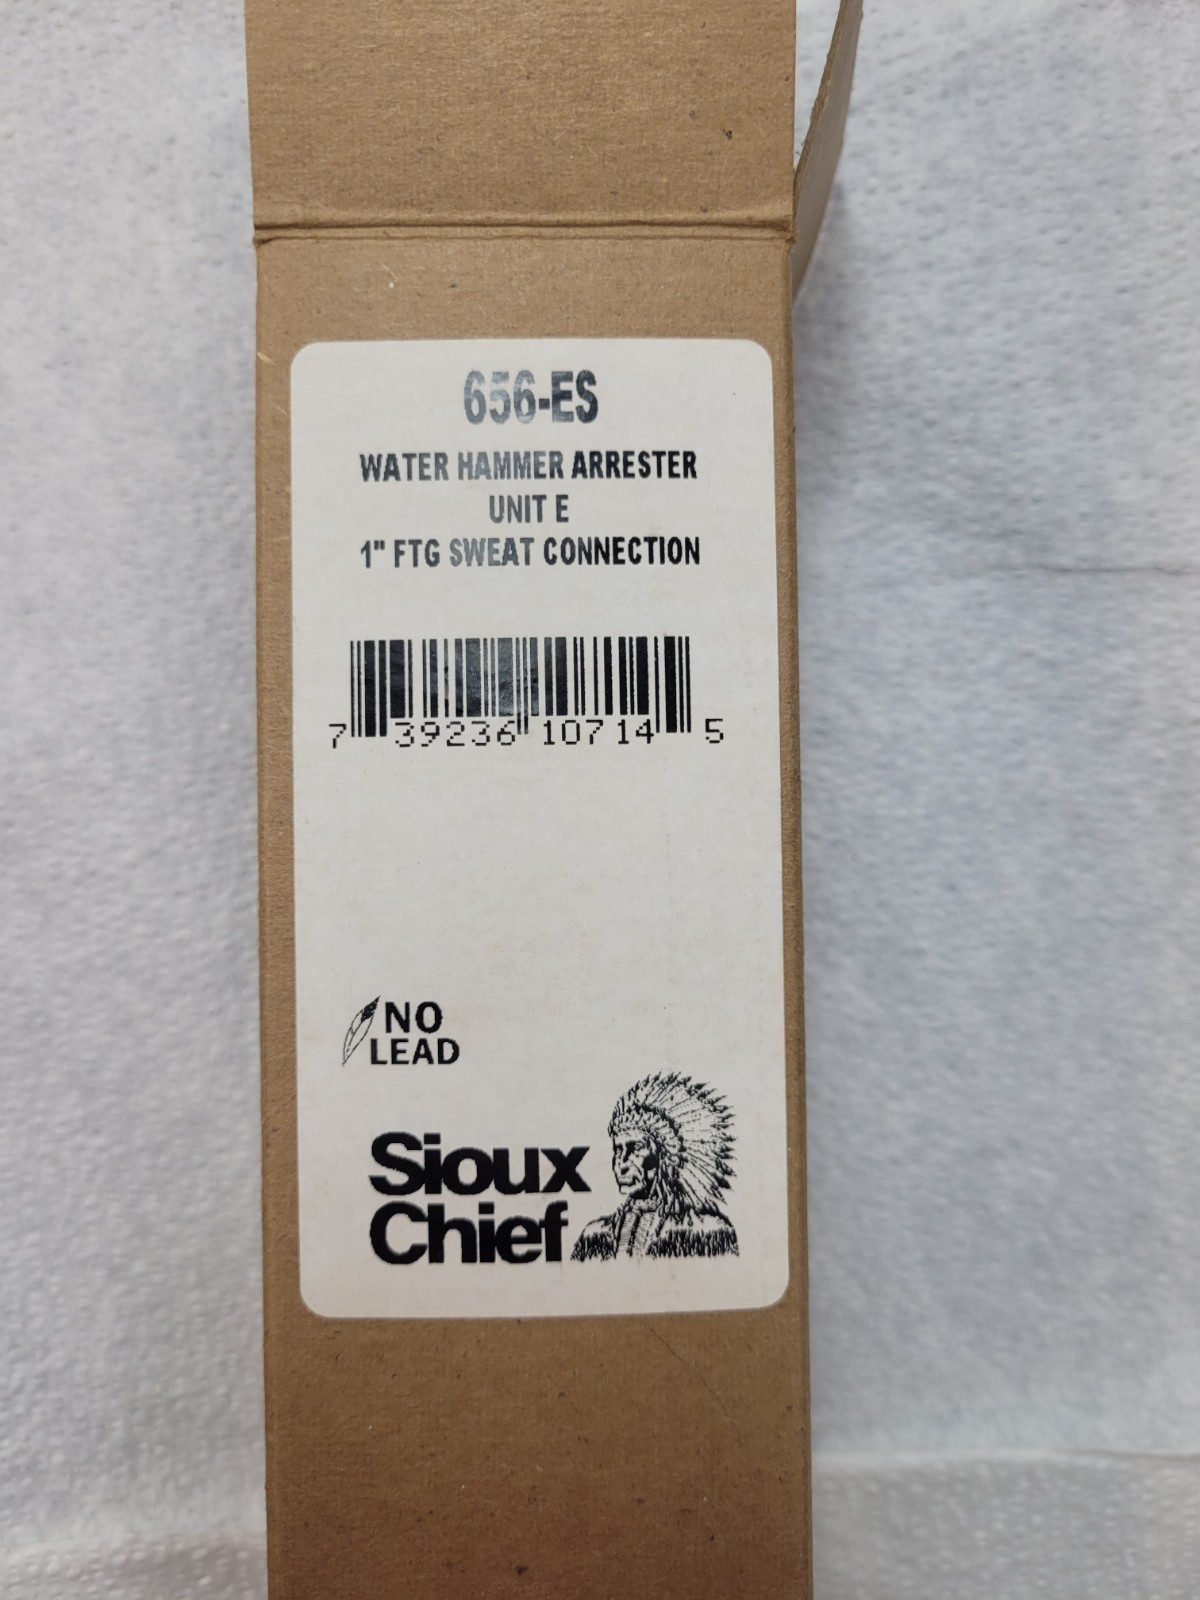 656-ES
WATER HAMMER ARRESTER
UNIT E
1" FTG SWEAT CONNECTION
7 39236 10714 5
NO
LEAD
Sioux
Chief